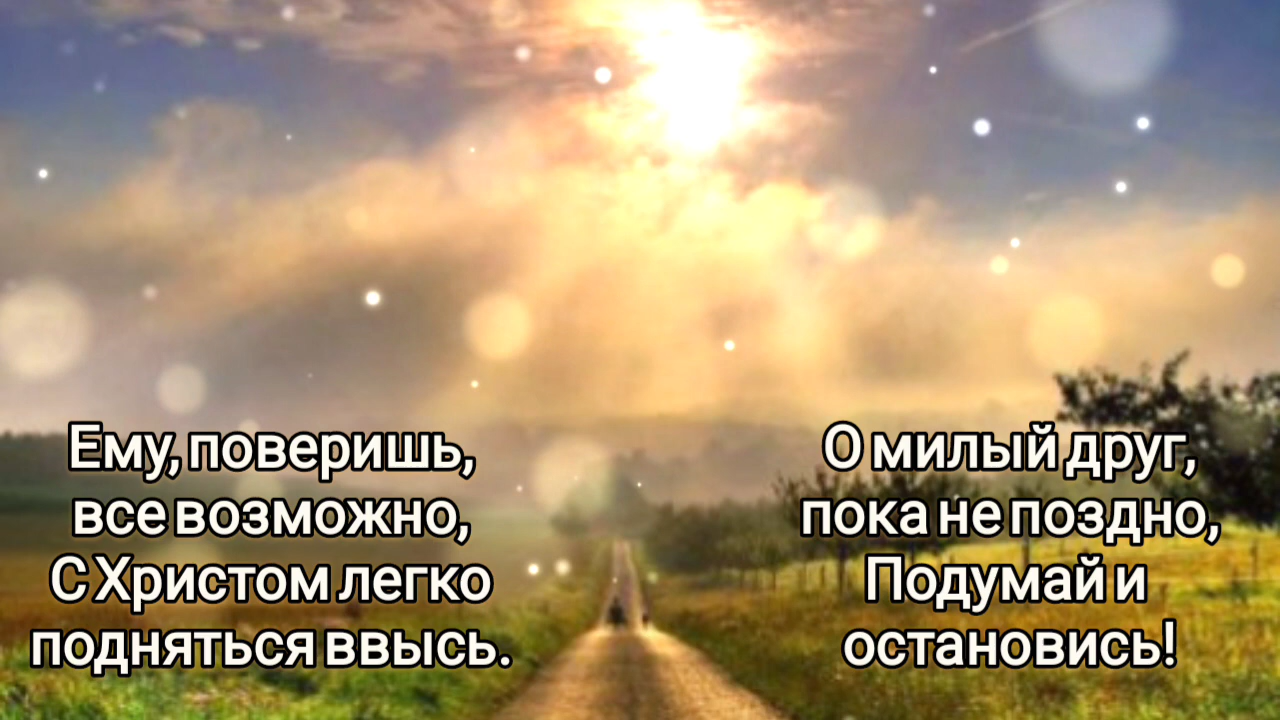 Ему, поверишь,
все возможно,
С Христом легко
подняться ввысь.
О милый друг,
пока не поздно,
Подумай и
остановись!